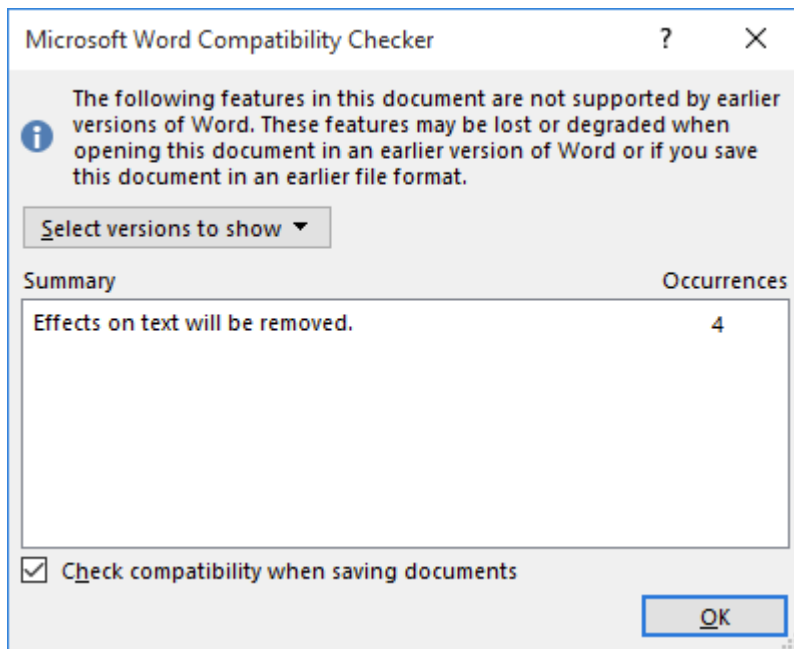 Microsoft Word Compatibility Checker ?
The following features in this document are not supported by earlier
versions of Word. These features may be lost or degraded when
opening this document in an earlier version of Word or if you save
this document in an earlier file format.
Select versions to show
Summary Occurrences
Effects on text will be removed. 4
Check compatibility when saving documents
OK